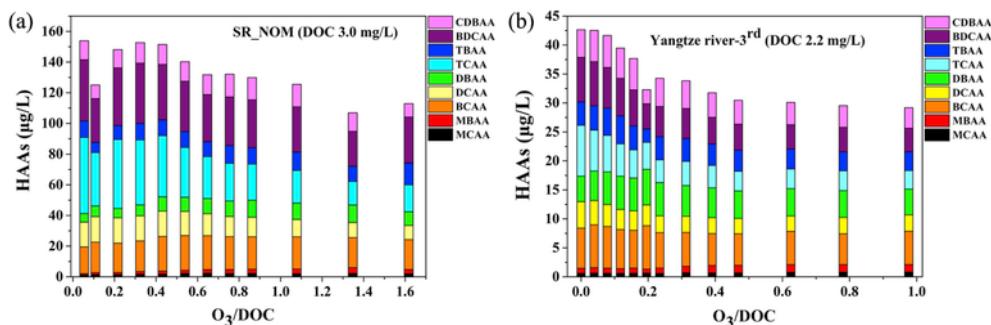 (a)
SR_NOM (DOC 3.0 mg/L)
HAAs (µg/L)
160
140
120
100
80
60
40
20
0
0.0 0.2 0.4 0.6 0.8 1.0 1.2 1.4 1.6
O3/DOC
CDBAA
BDCAA
TBAA
TCAA
DBAA
DCAA
BCAA
MBAA
MCAA
(b)
Yangtze river-3rd (DOC 2.2 mg/L)
HAAs (µg/L)
45
40
35
30
25
20
15
10
5
0
0.0 0.2 0.4 0.6 0.8 1.0
O3/DOC
CDBAA
BDCAA
TBAA
TCAA
DBAA
DCAA
BCAA
MBAA
MCAA